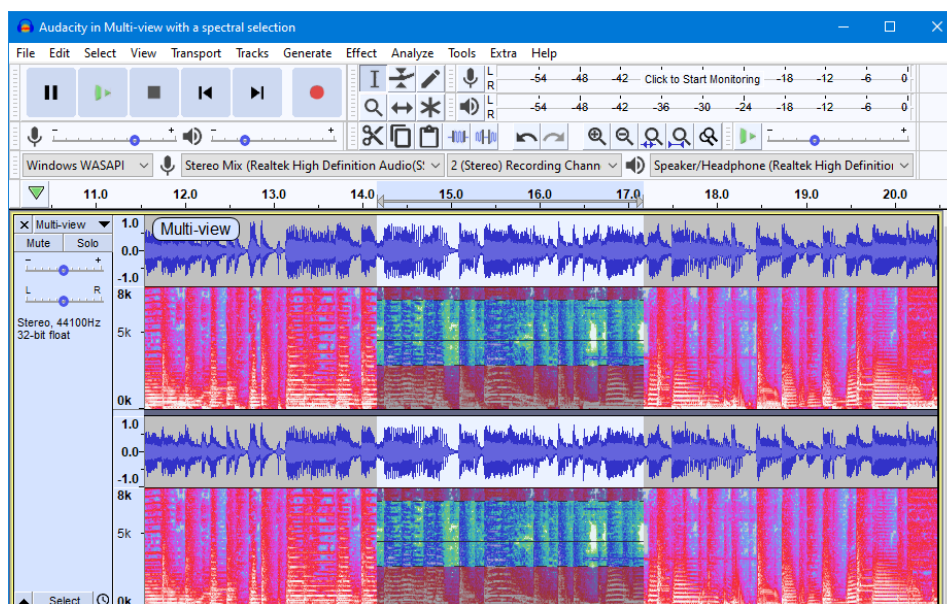 Audacity in Multi-view with a spectral selection
File Edit Select View Transport Tracks Generate Effect Analyze Tools Extra Help
L R -54 -48 -42 Click to Start Monitoring -18 -12 -6 0
L R -54 -48 -42 -36 -30 -24 -18 -12 -6 0
- + - + - +
Windows WASAPI Stereo Mix (Realtek High Definition Audio(S 2 (Stereo) Recording Chann Speaker/Headphone (Realtek High Definitior
11.0 12.0 13.0 14.0 15.0 16.0 17.0 18.0 19.0 20.0
Multi-view 1.0 Multi-view
Mute Solo 0.0
- + -1.0
L R 8k
Stereo, 44100Hz 5k
32-bit float
0k
1.0
0.0
-1.0
8k
5k
Select 0k